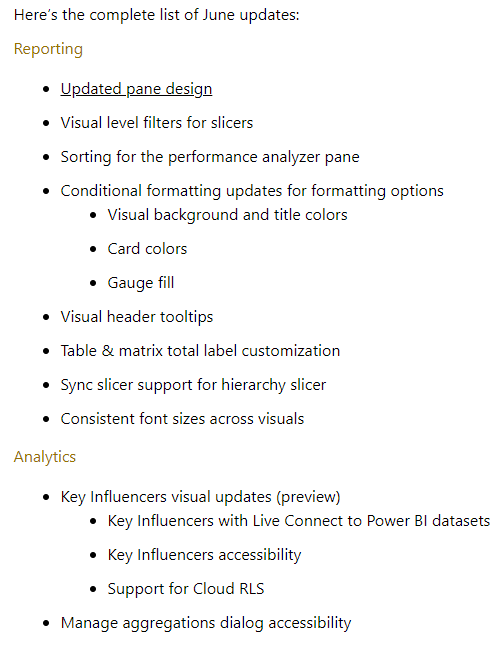 Here's the complete list of June updates:
Reporting
Updated pane design
Visual level filters for slicers
Sorting for the performance analyzer pane
Conditional formatting updates for formatting options
Visual background and title colors
Card colors
Gauge fill
Visual header tooltips
Table & matrix total label customization
Sync slicer support for hierarchy slicer
Consistent font sizes across visuals
Analytics
Key Influencers visual updates (preview)
Key Influencers with Live Connect to Power BI datasets
Key Influencers accessibility
Support for Cloud RLS
Manage aggregations dialog accessibility